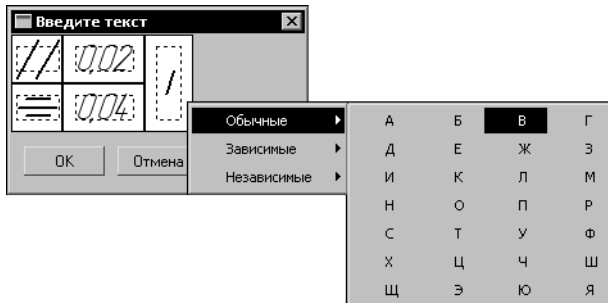 Введите текст
// 0,02
0,04
/
OK Отмена
Обычные
Зависимые
Независимые
А Б В Г
Д Е Ж З
И К Л М
Н О П Р
С Т У Ф
Х Ц Ч Ш
Щ Э Ю Я